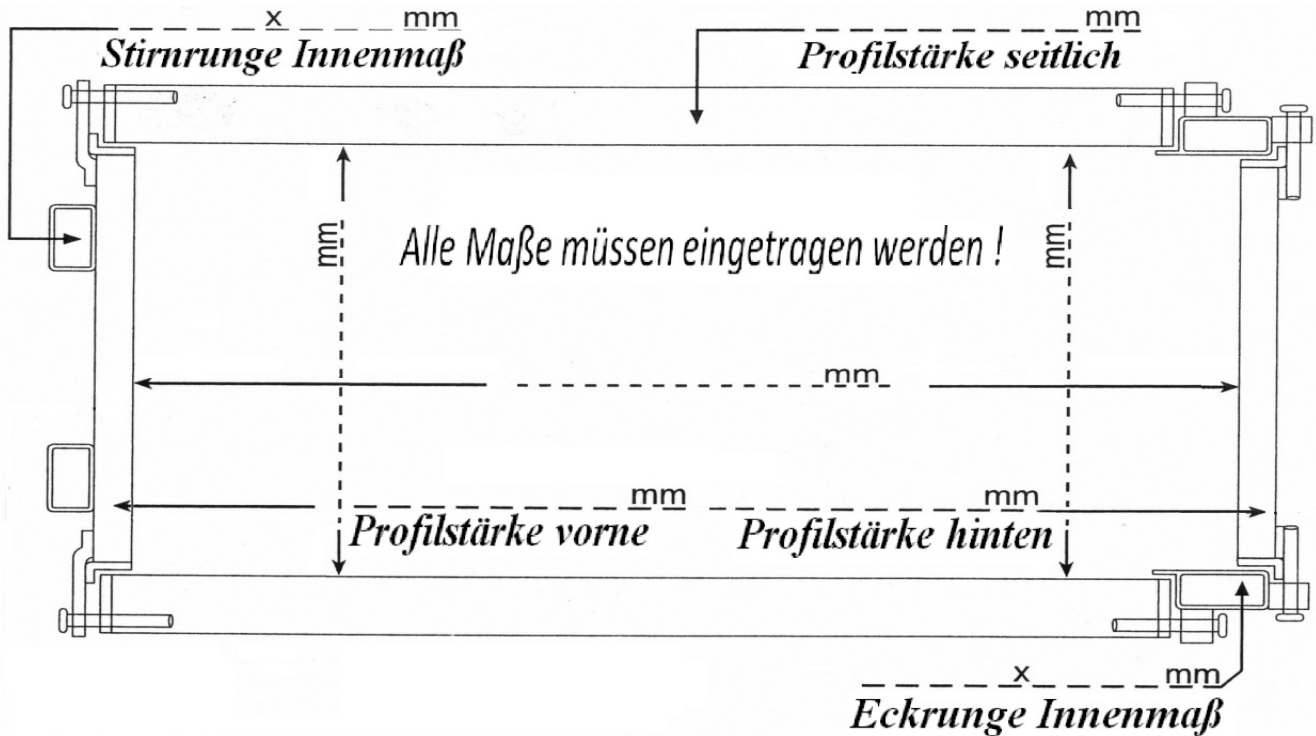 x mm
Stirnrunge Innenmaß
mm
Profilstärke seitlich
mm
Alle Maße müssen eingetragen werden !
mm
mm
mm
Profilstärke vorne
mm
Profilstärke hinten
x mm
Eckrunge Innenmaß